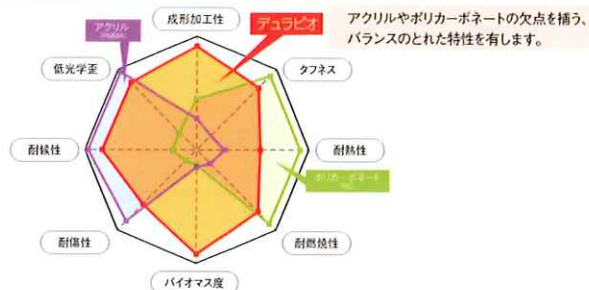 アクリルやポリカーボネートの欠点を補う、
バランスのとれた特性を有します。
成形加工性
デュラビオ
アクリル
(PMMA)
低光学歪
タフネス
耐候性
耐熱性
ポリカーボネート
耐傷性
耐燃焼性
バイオマス度